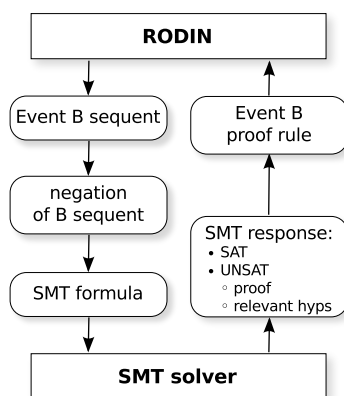 RODIN
Event B sequent
negation
of B sequent
SMT formula
Event B
proof rule
SMT response:
• SAT
• UNSAT
◦ proof
◦ relevant hyps
SMT solver